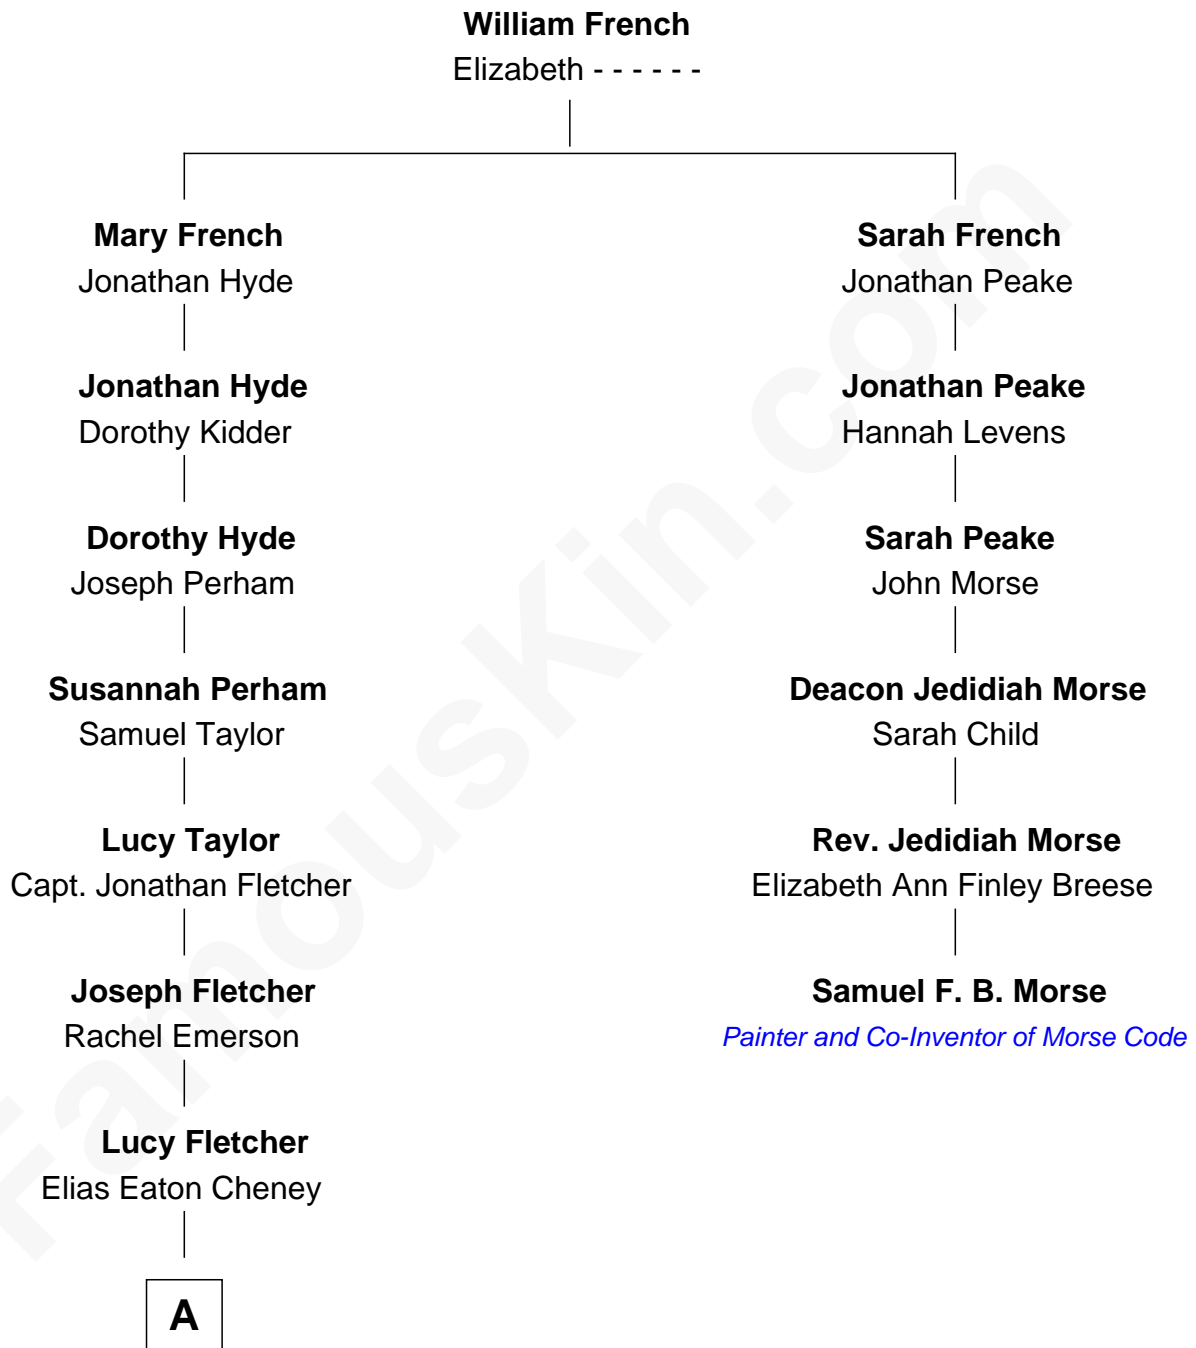 William French
Elizabeth - - - - - -
Mary French
Jonathan Hyde
Jonathan Hyde
Dorothy Kidder
Dorothy Hyde
Joseph Perham
Susannah Perham
Samuel Taylor
Lucy Taylor
Capt. Jonathan Fletcher
Joseph Fletcher
Rachel Emerson
Lucy Fletcher
Elias Eaton Cheney
A
Sarah French
Jonathan Peake
Jonathan Peake
Hannah Levens
Sarah Peake
John Morse
Deacon Jedidiah Morse
Sarah Child
Rev. Jedidiah Morse
Elizabeth Ann Finley Breese
Samuel F. B. Morse
Painter and Co-Inventor of Morse Code
FamousKin.com